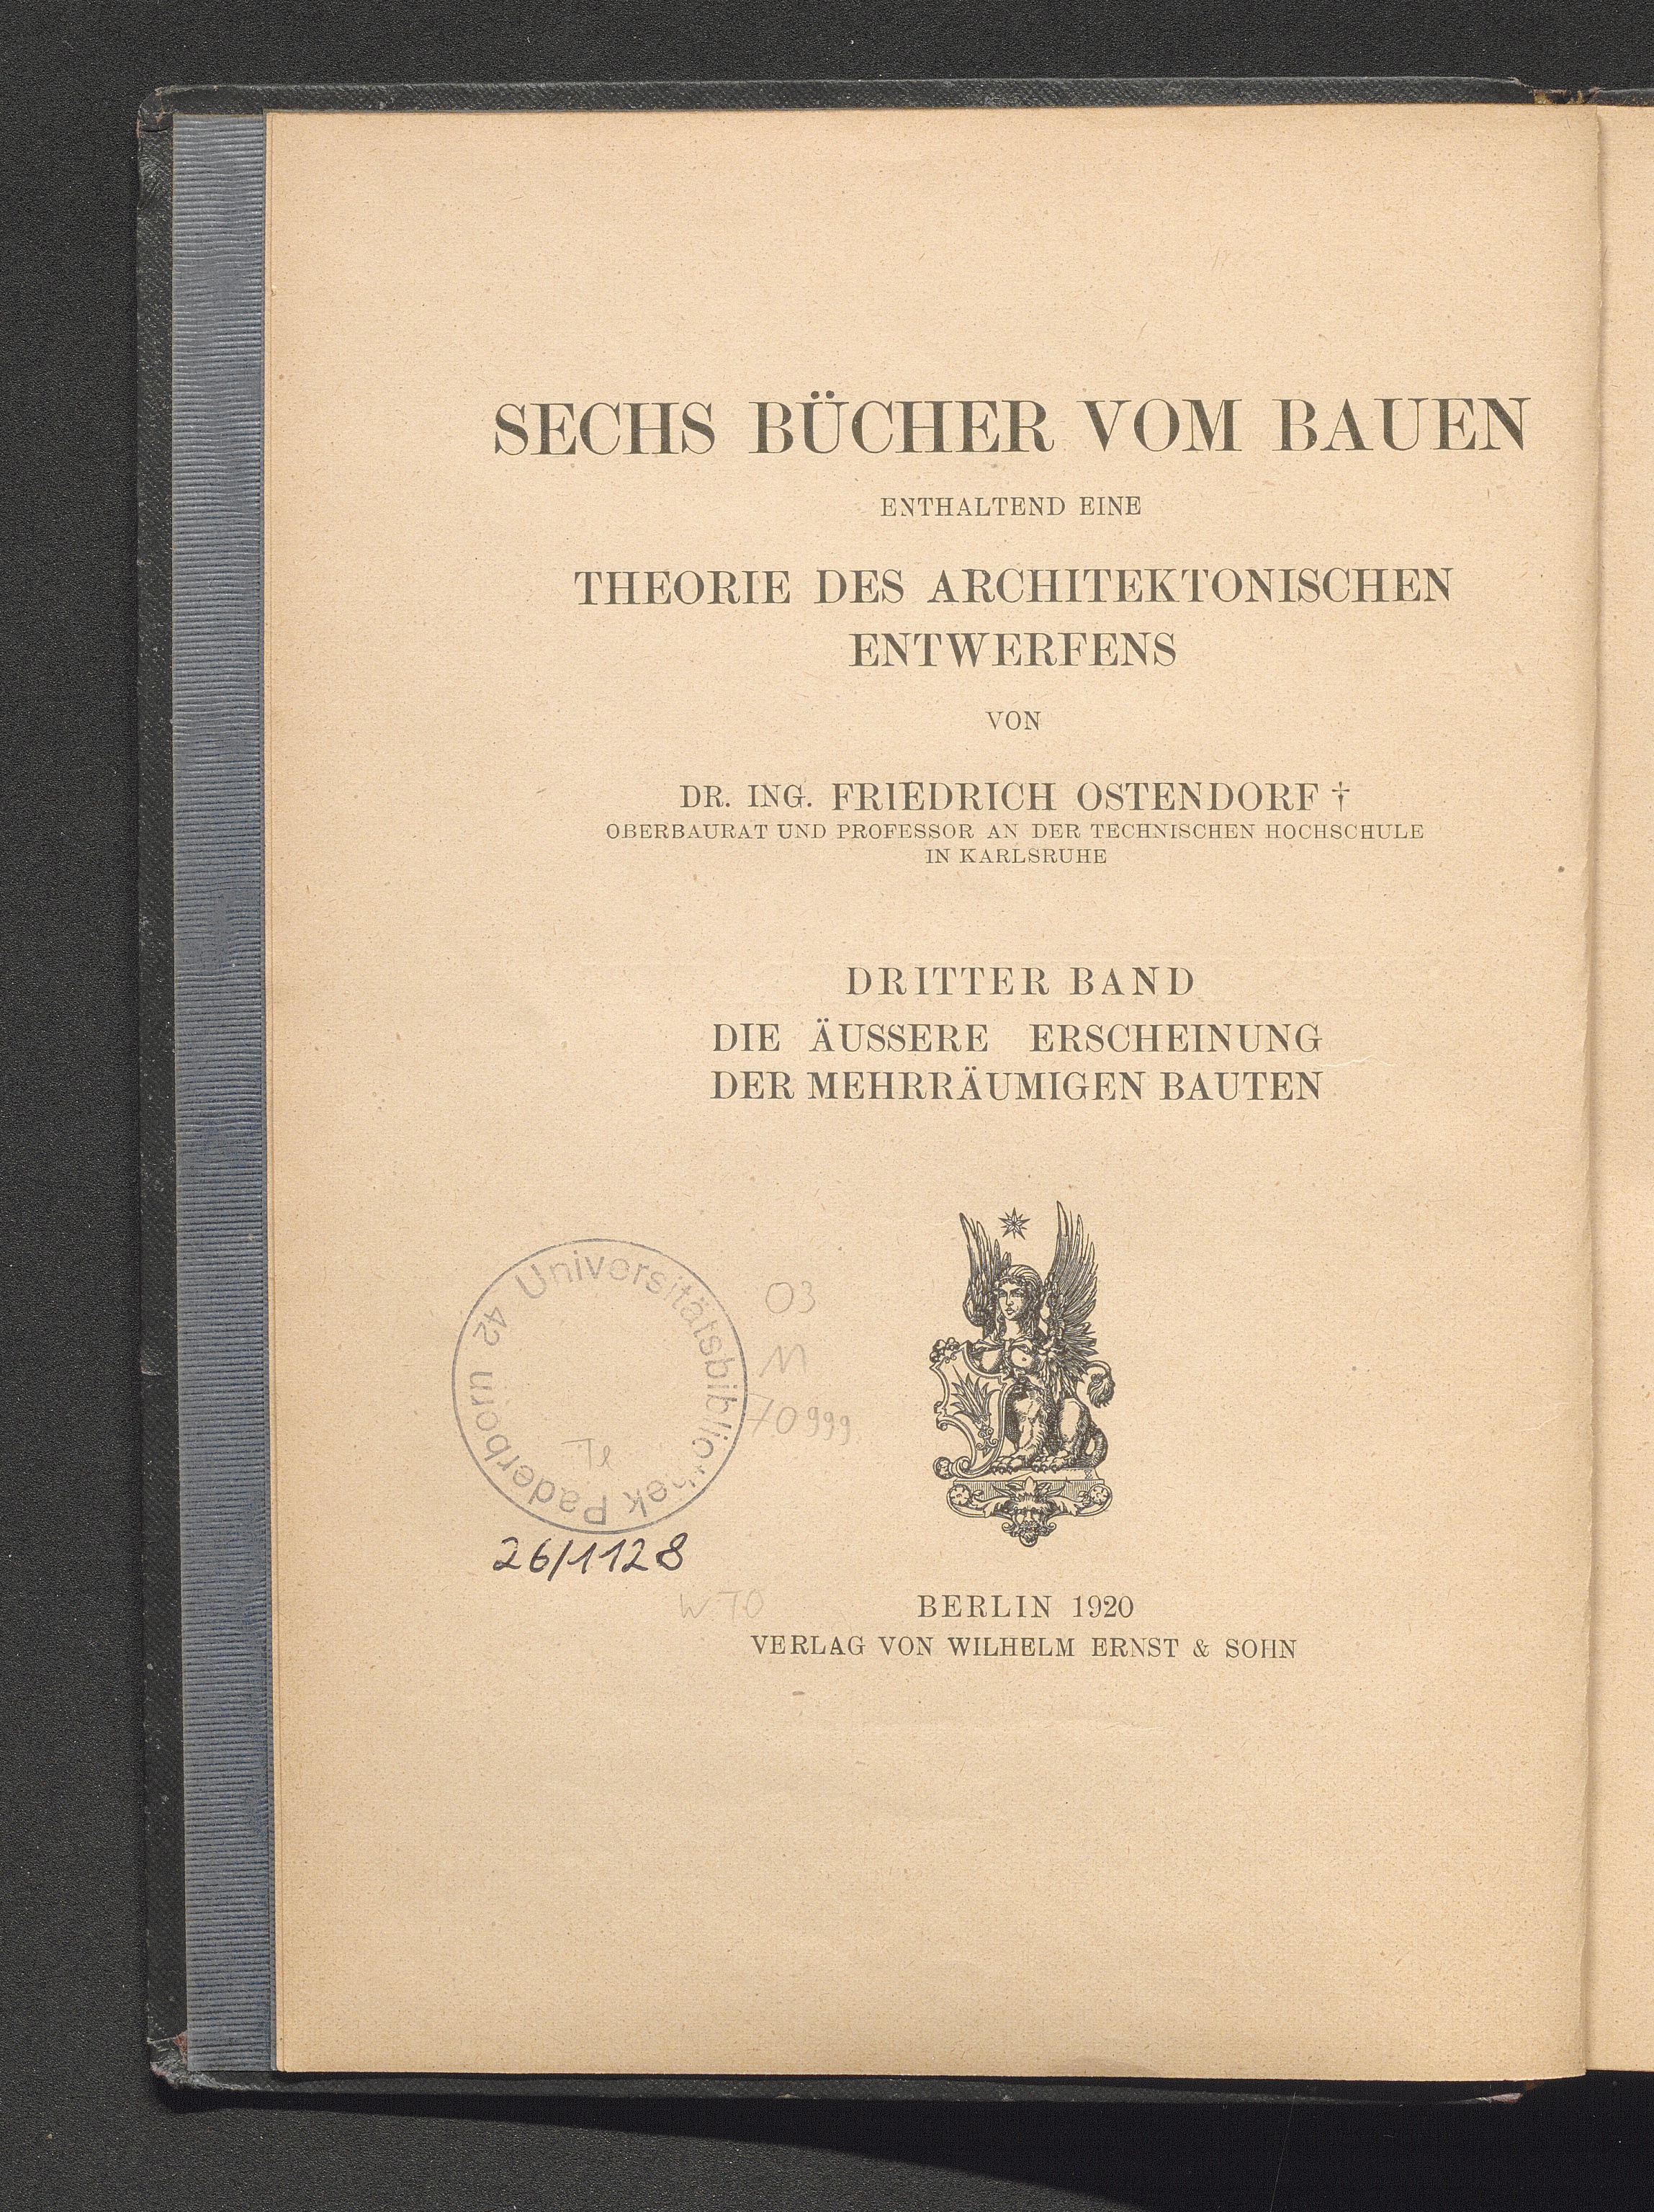 SECHS BÜCHER VOM BAUEN
ENTHALTEND EINE
THEORIE DES ARCHITEKTONISCHEN
ENTWERFENS
VON
DR. ING. FRIEDRICH OSTENDORF †
OBERBAURAT UND PROFESSOR AN DER TECHNISCHEN HOCHSCHULE
IN KARLSRUHE
DRITTER BAND
DIE ÄUSSERE ERSCHEINUNG
DER MEHRRÄUMIGEN BAUTEN
Universitätsbibliothek Paderborn 42
03
M
70999
26/1128
BERLIN 1920
VERLAG VON WILHELM ERNST & SOHN